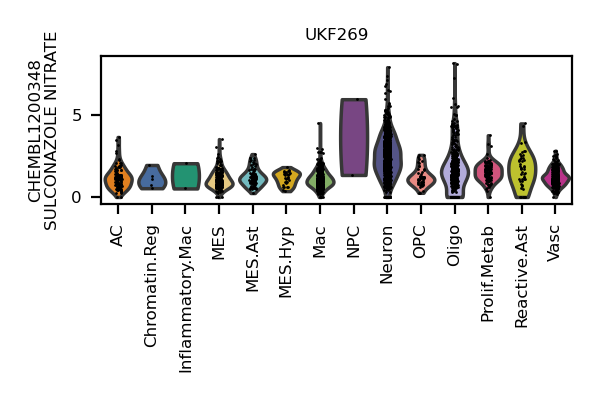 UKF269
CHEMBL1200348
SULCONAZOLE NITRATE
5
0
AC
Chromatin.Reg
Inflammatory.Mac
MES
MES.Ast
MES.Hyp
Mac
NPC
Neuron
OPC
Oligo
Prolif.Metab
Reactive.Ast
Vasc